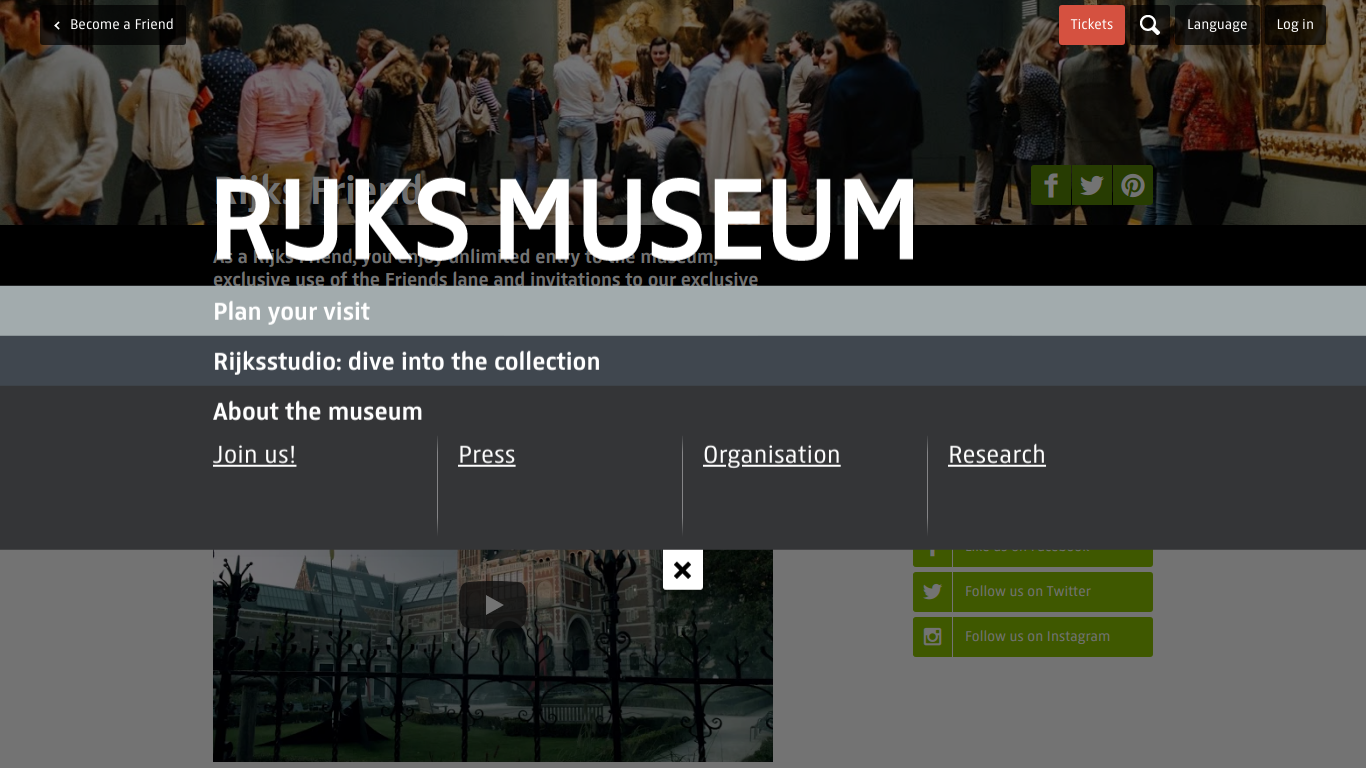 Become a Friend
Tickets
Language
Log in
Rijks Friend
RIJKS MUSEUM
As a Rijks Friend, you enjoy unlimited entry to the museum,
exclusive use of the Friends lane and invitations to our exclusive
Plan your visit
Rijksstudio: dive into the collection
About the museum
Join us!
Press
Organisation
Research
Like us on Facebook
Follow us on Twitter
Follow us on Instagram